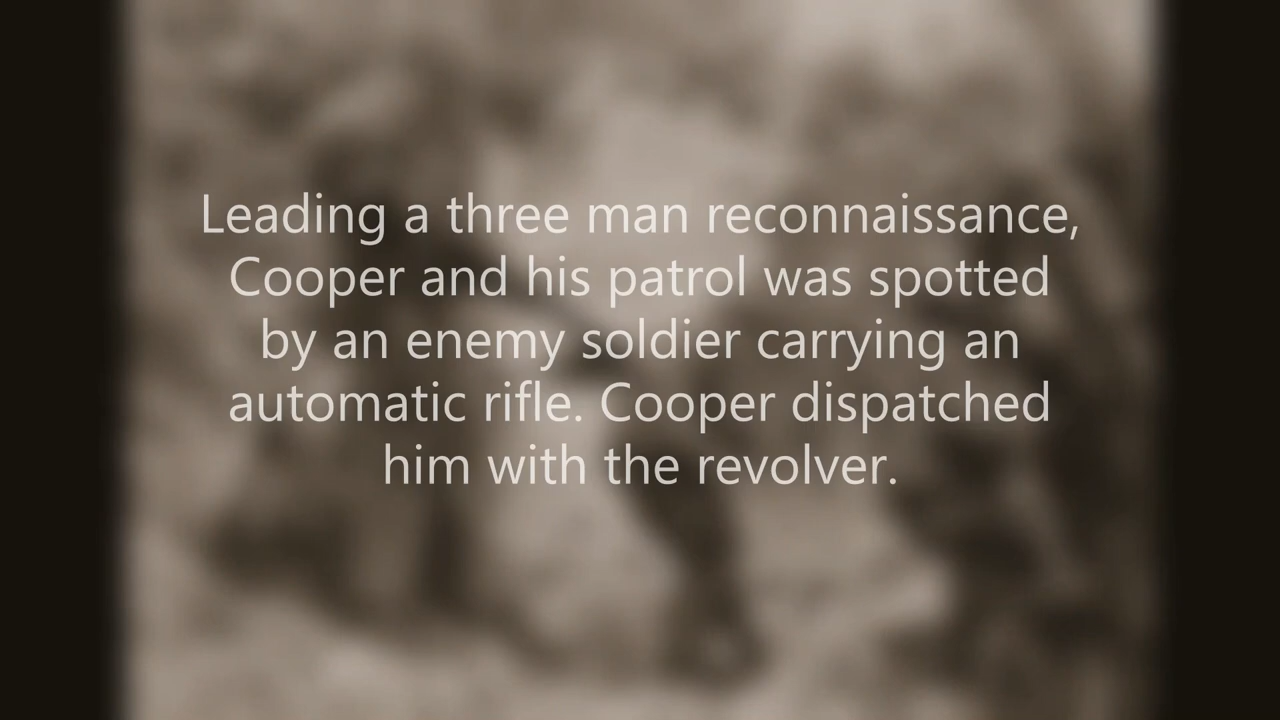 Leading a three man reconnaissance,
Cooper and his patrol was spotted
by an enemy soldier carrying an
automatic rifle. Cooper dispatched
him with the revolver.